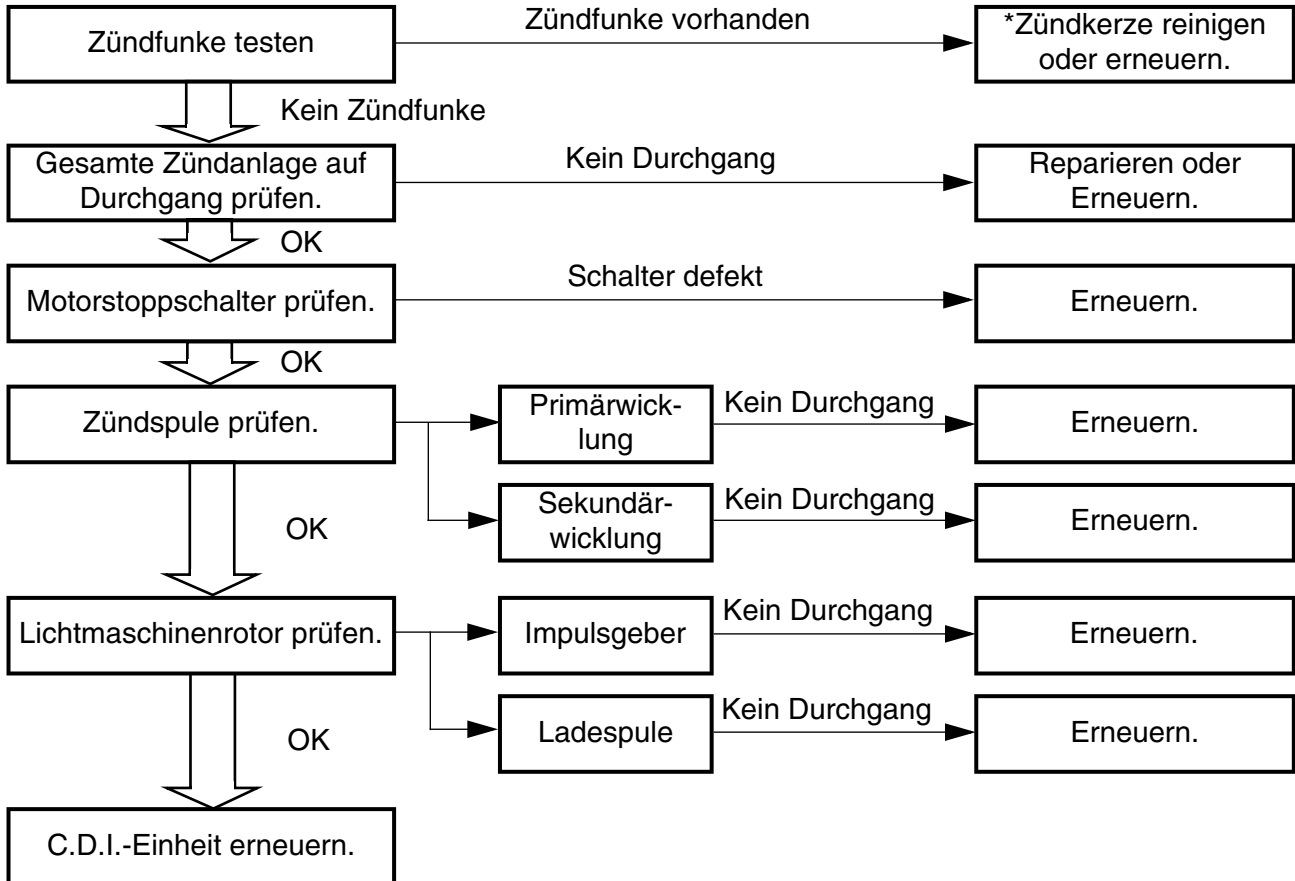 Zündfunke testen
Zündfunke vorhanden
*Zündkerze reinigen
oder erneuern.
Kein Zündfunke
Gesamte Zündanlage auf
Durchgang prüfen.
Kein Durchgang
Reparieren oder
Erneuern.
OK
Motorstoppschalter prüfen.
Schalter defekt
Erneuern.
OK
Zündspule prüfen.
Primärwick-
lung
Kein Durchgang
Erneuern.
Sekundär-
wicklung
Kein Durchgang
Erneuern.
OK
Lichtmaschinenrotor prüfen.
Impulsgeber
Kein Durchgang
Erneuern.
Ladespule
Kein Durchgang
Erneuern.
OK
C.D.I.-Einheit erneuern.